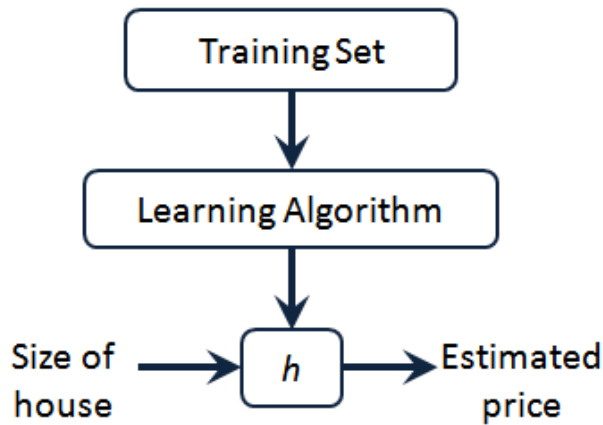 Training Set
Learning Algorithm
Size of
house
h
Estimated
price